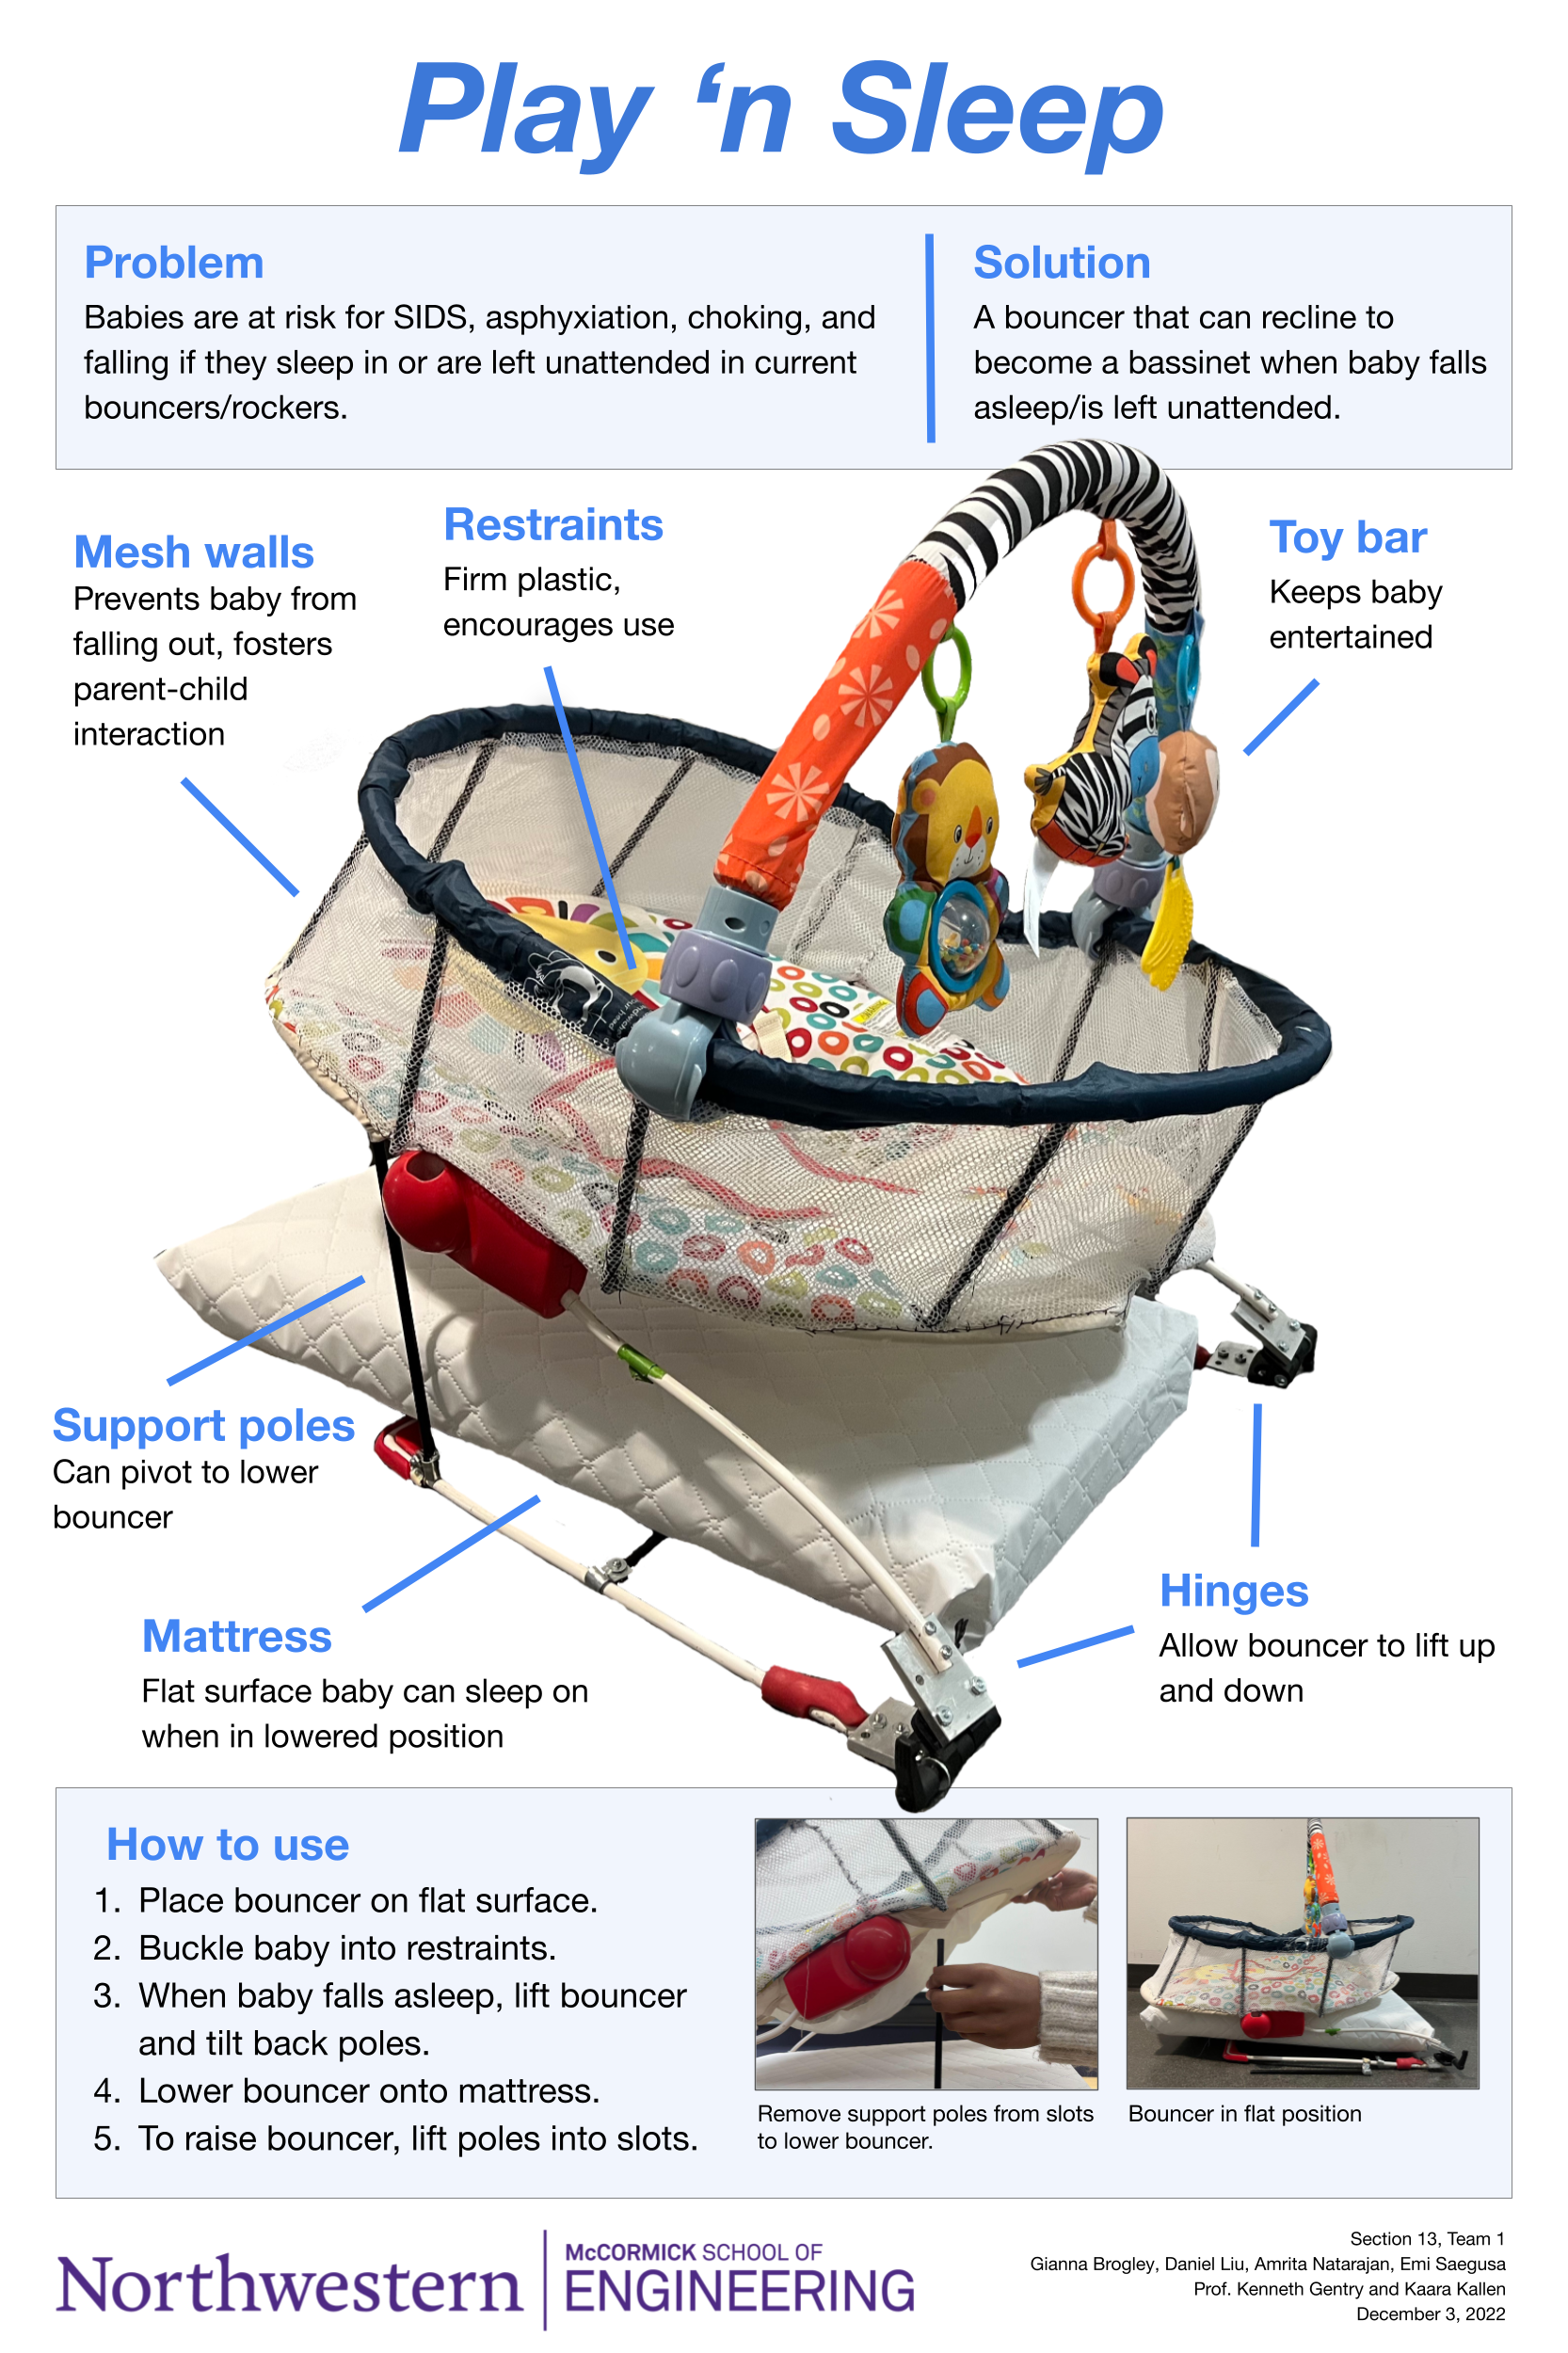 Play ‘n Sleep
Problem
Babies are at risk for SIDS, asphyxiation, choking, and
falling if they sleep in or are left unattended in current
bouncers/rockers.
Solution
A bouncer that can recline to
become a bassinet when baby falls
asleep/is left unattended.
Mesh walls
Prevents baby from
falling out, fosters
parent-child
interaction
Restraints
Firm plastic,
encourages use
Toy bar
Keeps baby
entertained
Support poles
Can pivot to lower
bouncer
Mattress
Flat surface baby can sleep on
when in lowered position
Hinges
Allow bouncer to lift up
and down
How to use
1. Place bouncer on flat surface.
2. Buckle baby into restraints.
3. When baby falls asleep, lift bouncer
and tilt back poles.
4. Lower bouncer onto mattress.
5. To raise bouncer, lift poles into slots.
Remove support poles from slots
to lower bouncer.
Bouncer in flat position
Northwestern
McCORMICK SCHOOL OF
ENGINEERING
Section 13, Team 1
Gianna Brogley, Daniel Liu, Amrita Natarajan, Emi Saegusa
Prof. Kenneth Gentry and Kaara Kallen
December 3, 2022